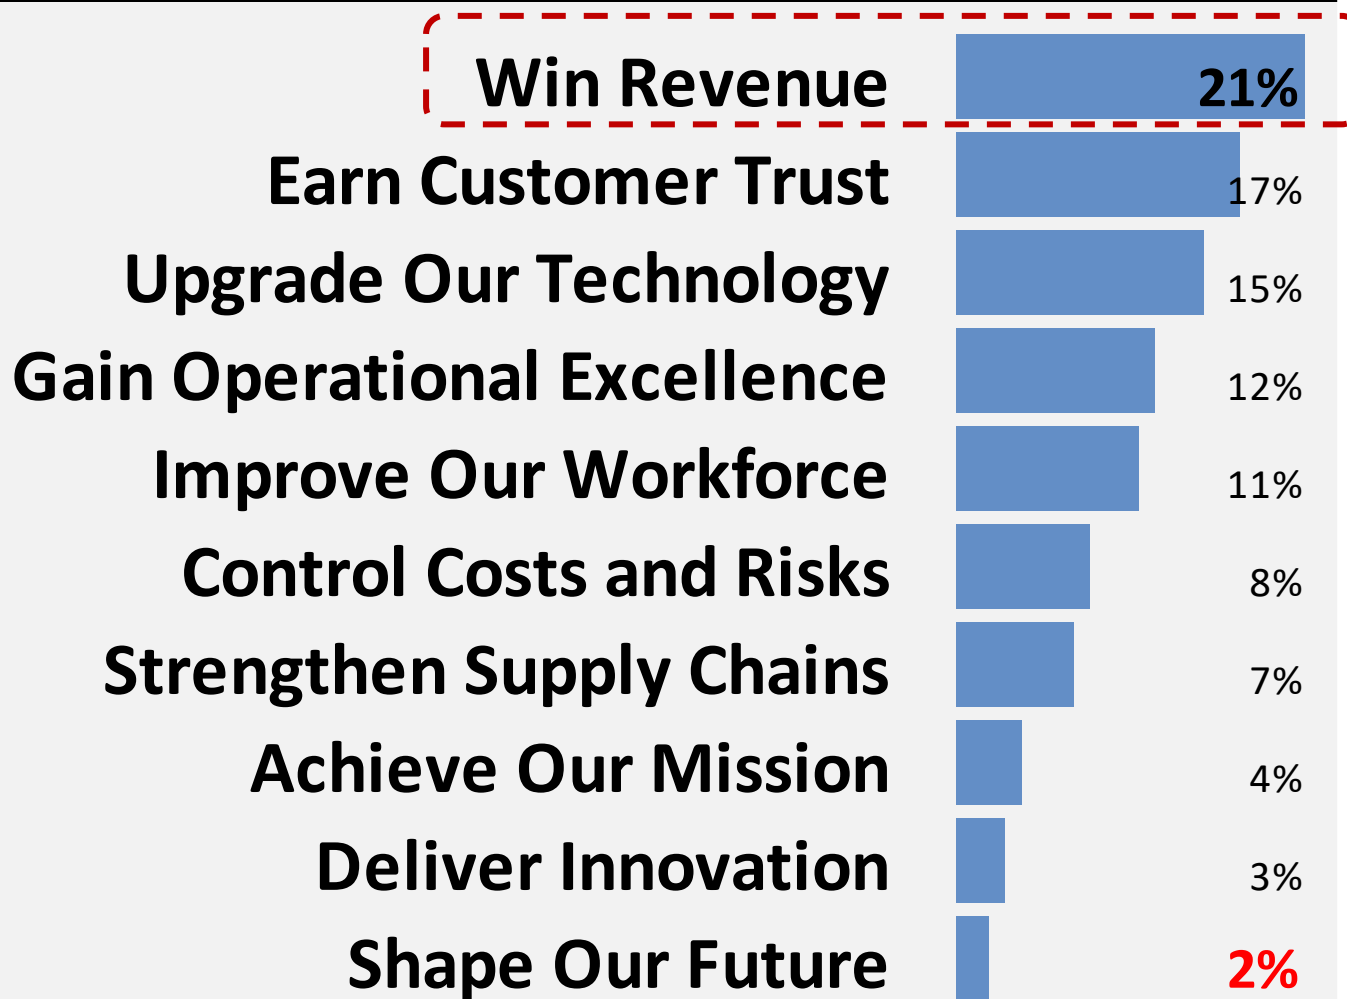 Win Revenue 21%
Earn Customer Trust 17%
Upgrade Our Technology 15%
Gain Operational Excellence 12%
Improve Our Workforce 11%
Control Costs and Risks 8%
Strengthen Supply Chains 7%
Achieve Our Mission 4%
Deliver Innovation 3%
Shape Our Future 2%